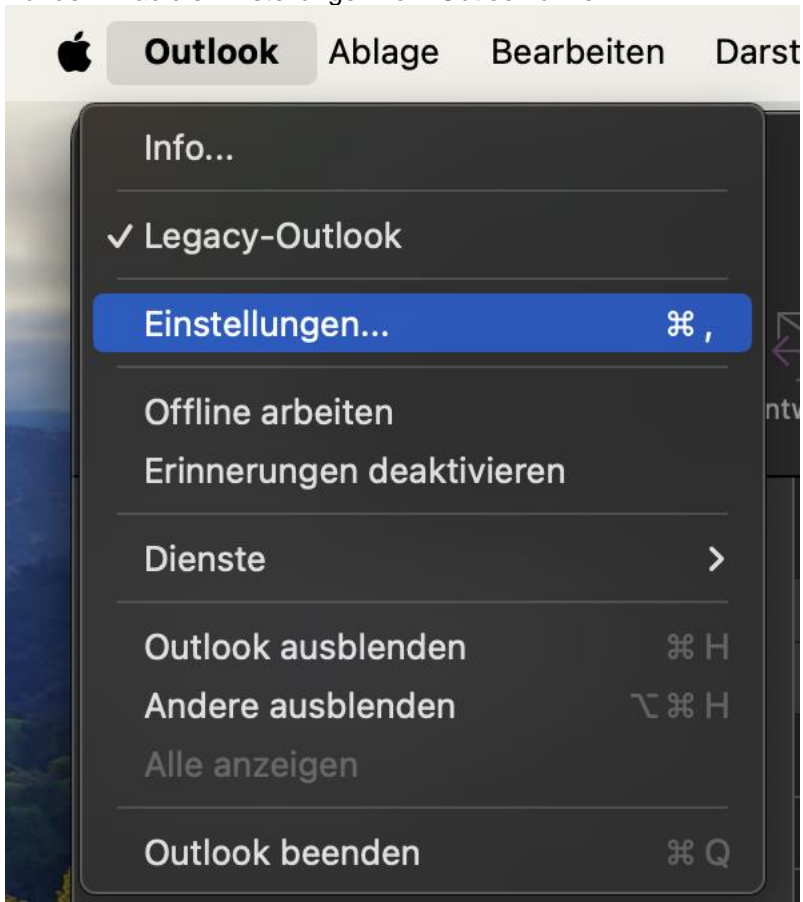 Outlook Ablage Bearbeiten Darst
Info...
✓ Legacy-Outlook
Einstellungen... ⌘ ,
Offline arbeiten
Erinnerungen deaktivieren
Dienste >
Outlook ausblenden ⌘ H
Andere ausblenden ⌥ ⌘ H
Alle anzeigen
Outlook beenden ⌘ Q